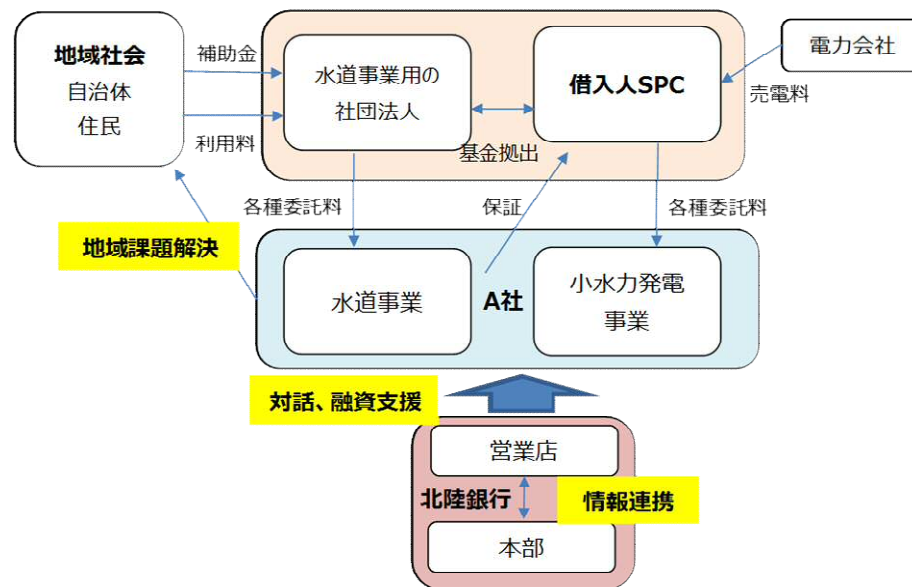 地域社会
自治体
住民
補助金
利用料
水道事業用の
社団法人
借入人SPC
電力会社
売電料
基金拠出
各種委託料
保証
各種委託料
地域課題解決
水道事業
A社
小水力発電
事業
対話、融資支援
営業店
北陸銀行
情報連携
本部